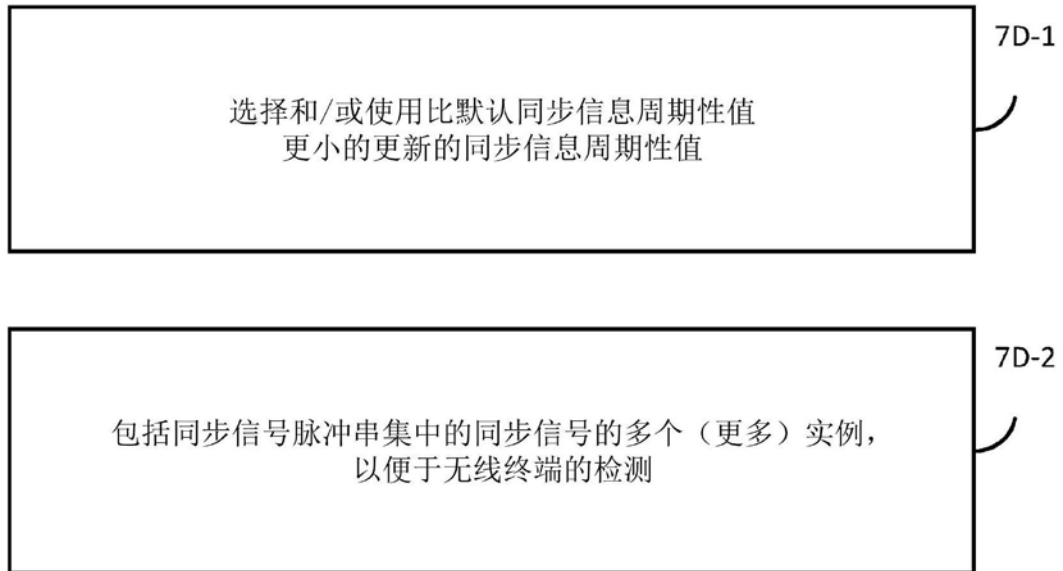 7D-1
选择和/或使用比默认同步信息周期性值
更小的更新的同步信息周期性值
7D-2
包括同步信号脉冲串集中的同步信号的多个（更多）实例，
以便于无线终端的检测